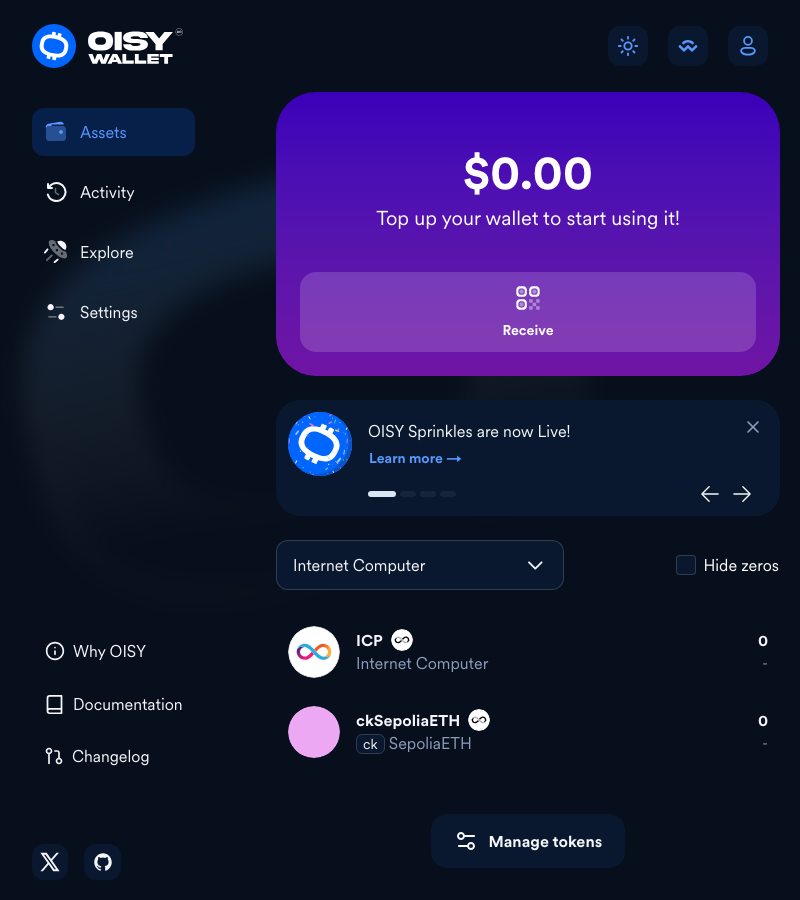 OISY
WALLET
Assets
Activity
Explore
Settings
$0.00
Top up your wallet to start using it!
Receive
OISY Sprinkles are now Live!
Learn more →
Internet Computer
Hide zeros
ICP
0
Internet Computer
-
ckSepoliaETH
0
ck SepoliaETH
-
Why OISY
Documentation
Changelog
Manage tokens